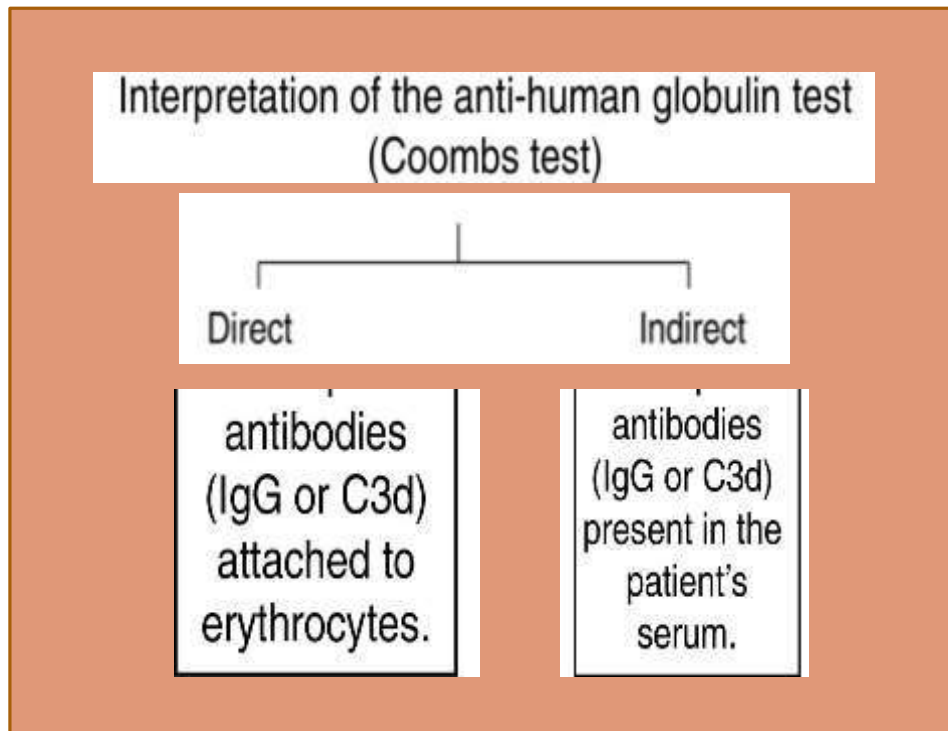 Interpretation of the anti-human globulin test
(Coombs test)
Direct
Indirect
antibodies
(IgG or C3d)
attached to
erythrocytes.
antibodies
(IgG or C3d)
present in the
patient's
serum.